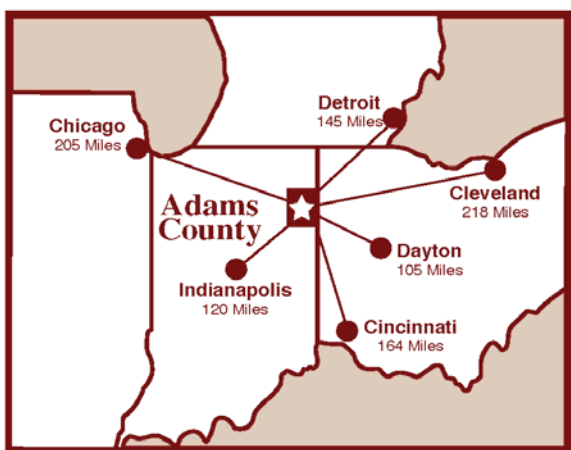 Detroit
145 Miles
Chicago
205 Miles
Cleveland
218 Miles
Adams
County
Dayton
105 Miles
Indianapolis
120 Miles
Cincinnati
164 Miles